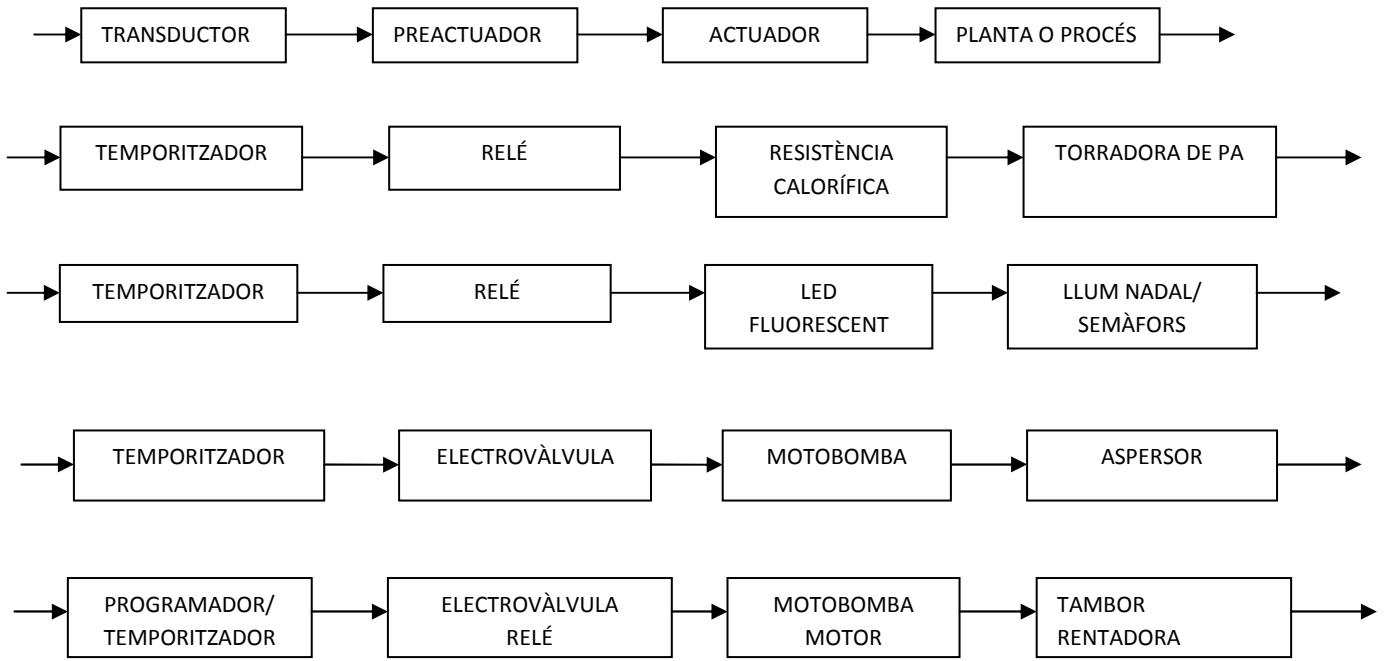 TRANSDUCTOR
PREACTUADOR
ACTUADOR
PLANTA O PROCÉS
TEMPORITZADOR
RELÉ
RESISTÈNCIA
CALORÍFICA
TORRADORA DE PA
TEMPORITZADOR
RELÉ
LED
FLUORESCENT
LLUM NADAL/
SEMÀFORS
TEMPORITZADOR
ELECTROVÀLVULA
MOTOBOMBA
ASPERSOR
PROGRAMADOR/
TEMPORITZADOR
ELECTROVÀLVULA
RELÉ
MOTOBOMBA
MOTOR
TAMBOR
RENTADORA